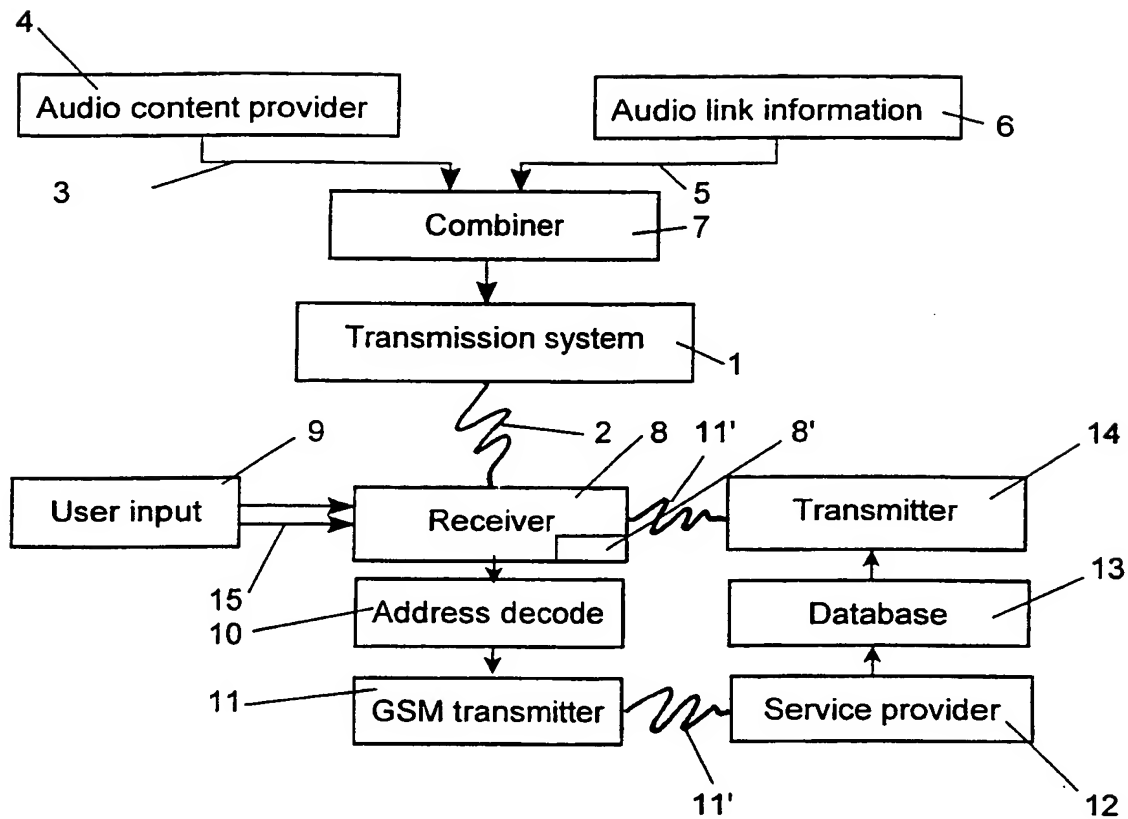 4
Audio content provider
Audio link information
6
3
5
Combiner
7
Transmission system
1
9
2
8
11'
8'
14
User input
Receiver
Transmitter
15
10
Address decode
13
Database
11
GSM transmitter
Service provider
11'
12